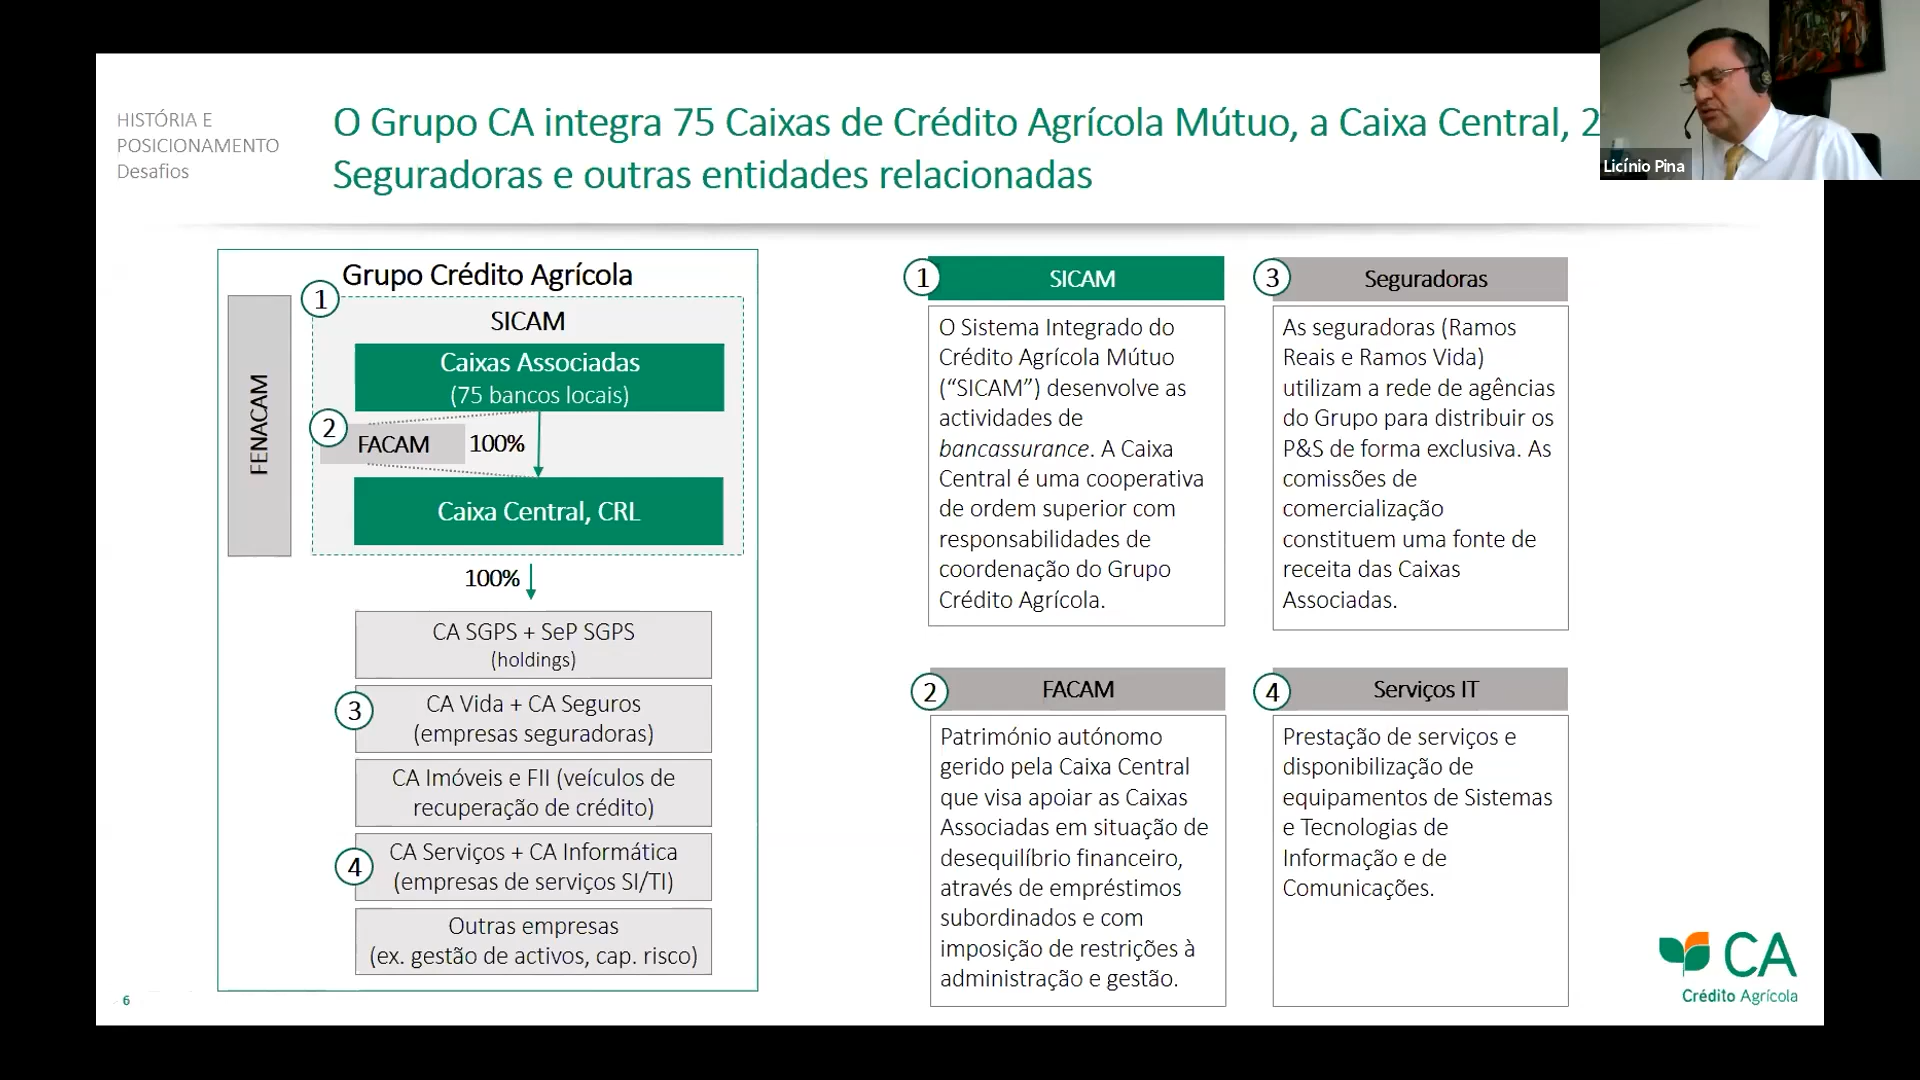 HISTÓRIA E
POSICIONAMENTO
Desafios
O Grupo CA integra 75 Caixas de Crédito Agrícola Mútuo, a Caixa Central, 2
Seguradoras e outras entidades relacionadas
Licínio Pina
Grupo Crédito Agrícola
FENACAM
1
SICAM
Caixas Associadas
(75 bancos locais)
2
FACAM
100%
Caixa Central, CRL
100%
CA SGPS + SeP SGPS
(holdings)
3
CA Vida + CA Seguros
(empresas seguradoras)
CA Imóveis e FII (veículos de
recuperação de crédito)
4
CA Serviços + CA Informática
(empresas de serviços SI/TI)
Outras empresas
(ex. gestão de activos, cap. risco)
1
SICAM
O Sistema Integrado do
Crédito Agrícola Mútuo
(“SICAM”) desenvolve as
actividades de
bancassurance. A Caixa
Central é uma cooperativa
de ordem superior com
responsabilidades de
coordenação do Grupo
Crédito Agrícola.
3
Seguradoras
As seguradoras (Ramos
Reais e Ramos Vida)
utilizam a rede de agências
do Grupo para distribuir os
P&S de forma exclusiva. As
comissões de
comercialização
constituem uma fonte de
receita das Caixas
Associadas.
2
FACAM
Património autónomo
gerido pela Caixa Central
que visa apoiar as Caixas
Associadas em situação de
desequilíbrio financeiro,
através de empréstimos
subordinados e com
imposição de restrições à
administração e gestão.
4
Serviços IT
Prestação de serviços e
disponibilização de
equipamentos de Sistemas
e Tecnologias de
Informação e de
Comunicações.
CA
Crédito Agrícola
6